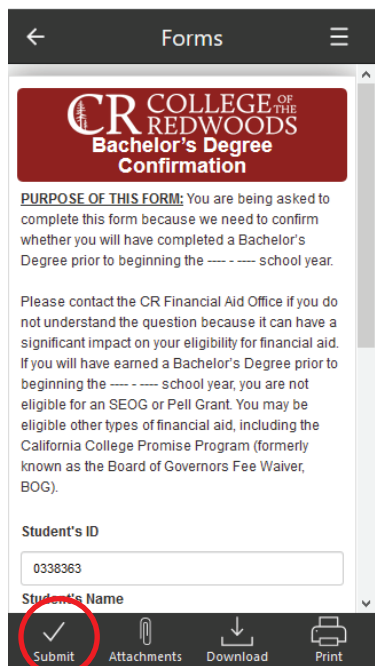 Forms
CR COLLEGE OF THE
REDWOODS
Bachelor's Degree
Confirmation
PURPOSE OF THIS FORM: You are being asked to
complete this form because we need to confirm
whether you will have completed a Bachelor's
Degree prior to beginning the ---- - ---- school year.
Please contact the CR Financial Aid Office if you do
not understand the question because it can have a
significant impact on your eligibility for financial aid.
If you will have earned a Bachelor's Degree prior to
beginning the ---- - ---- school year, you are not
eligible for an SEOG or Pell Grant. You may be
eligible other types of financial aid, including the
California College Promise Program (formerly
known as the Board of Governors Fee Waiver,
BOG).
Student's ID
0338363
Student's Name
Submit Attachments Download Print